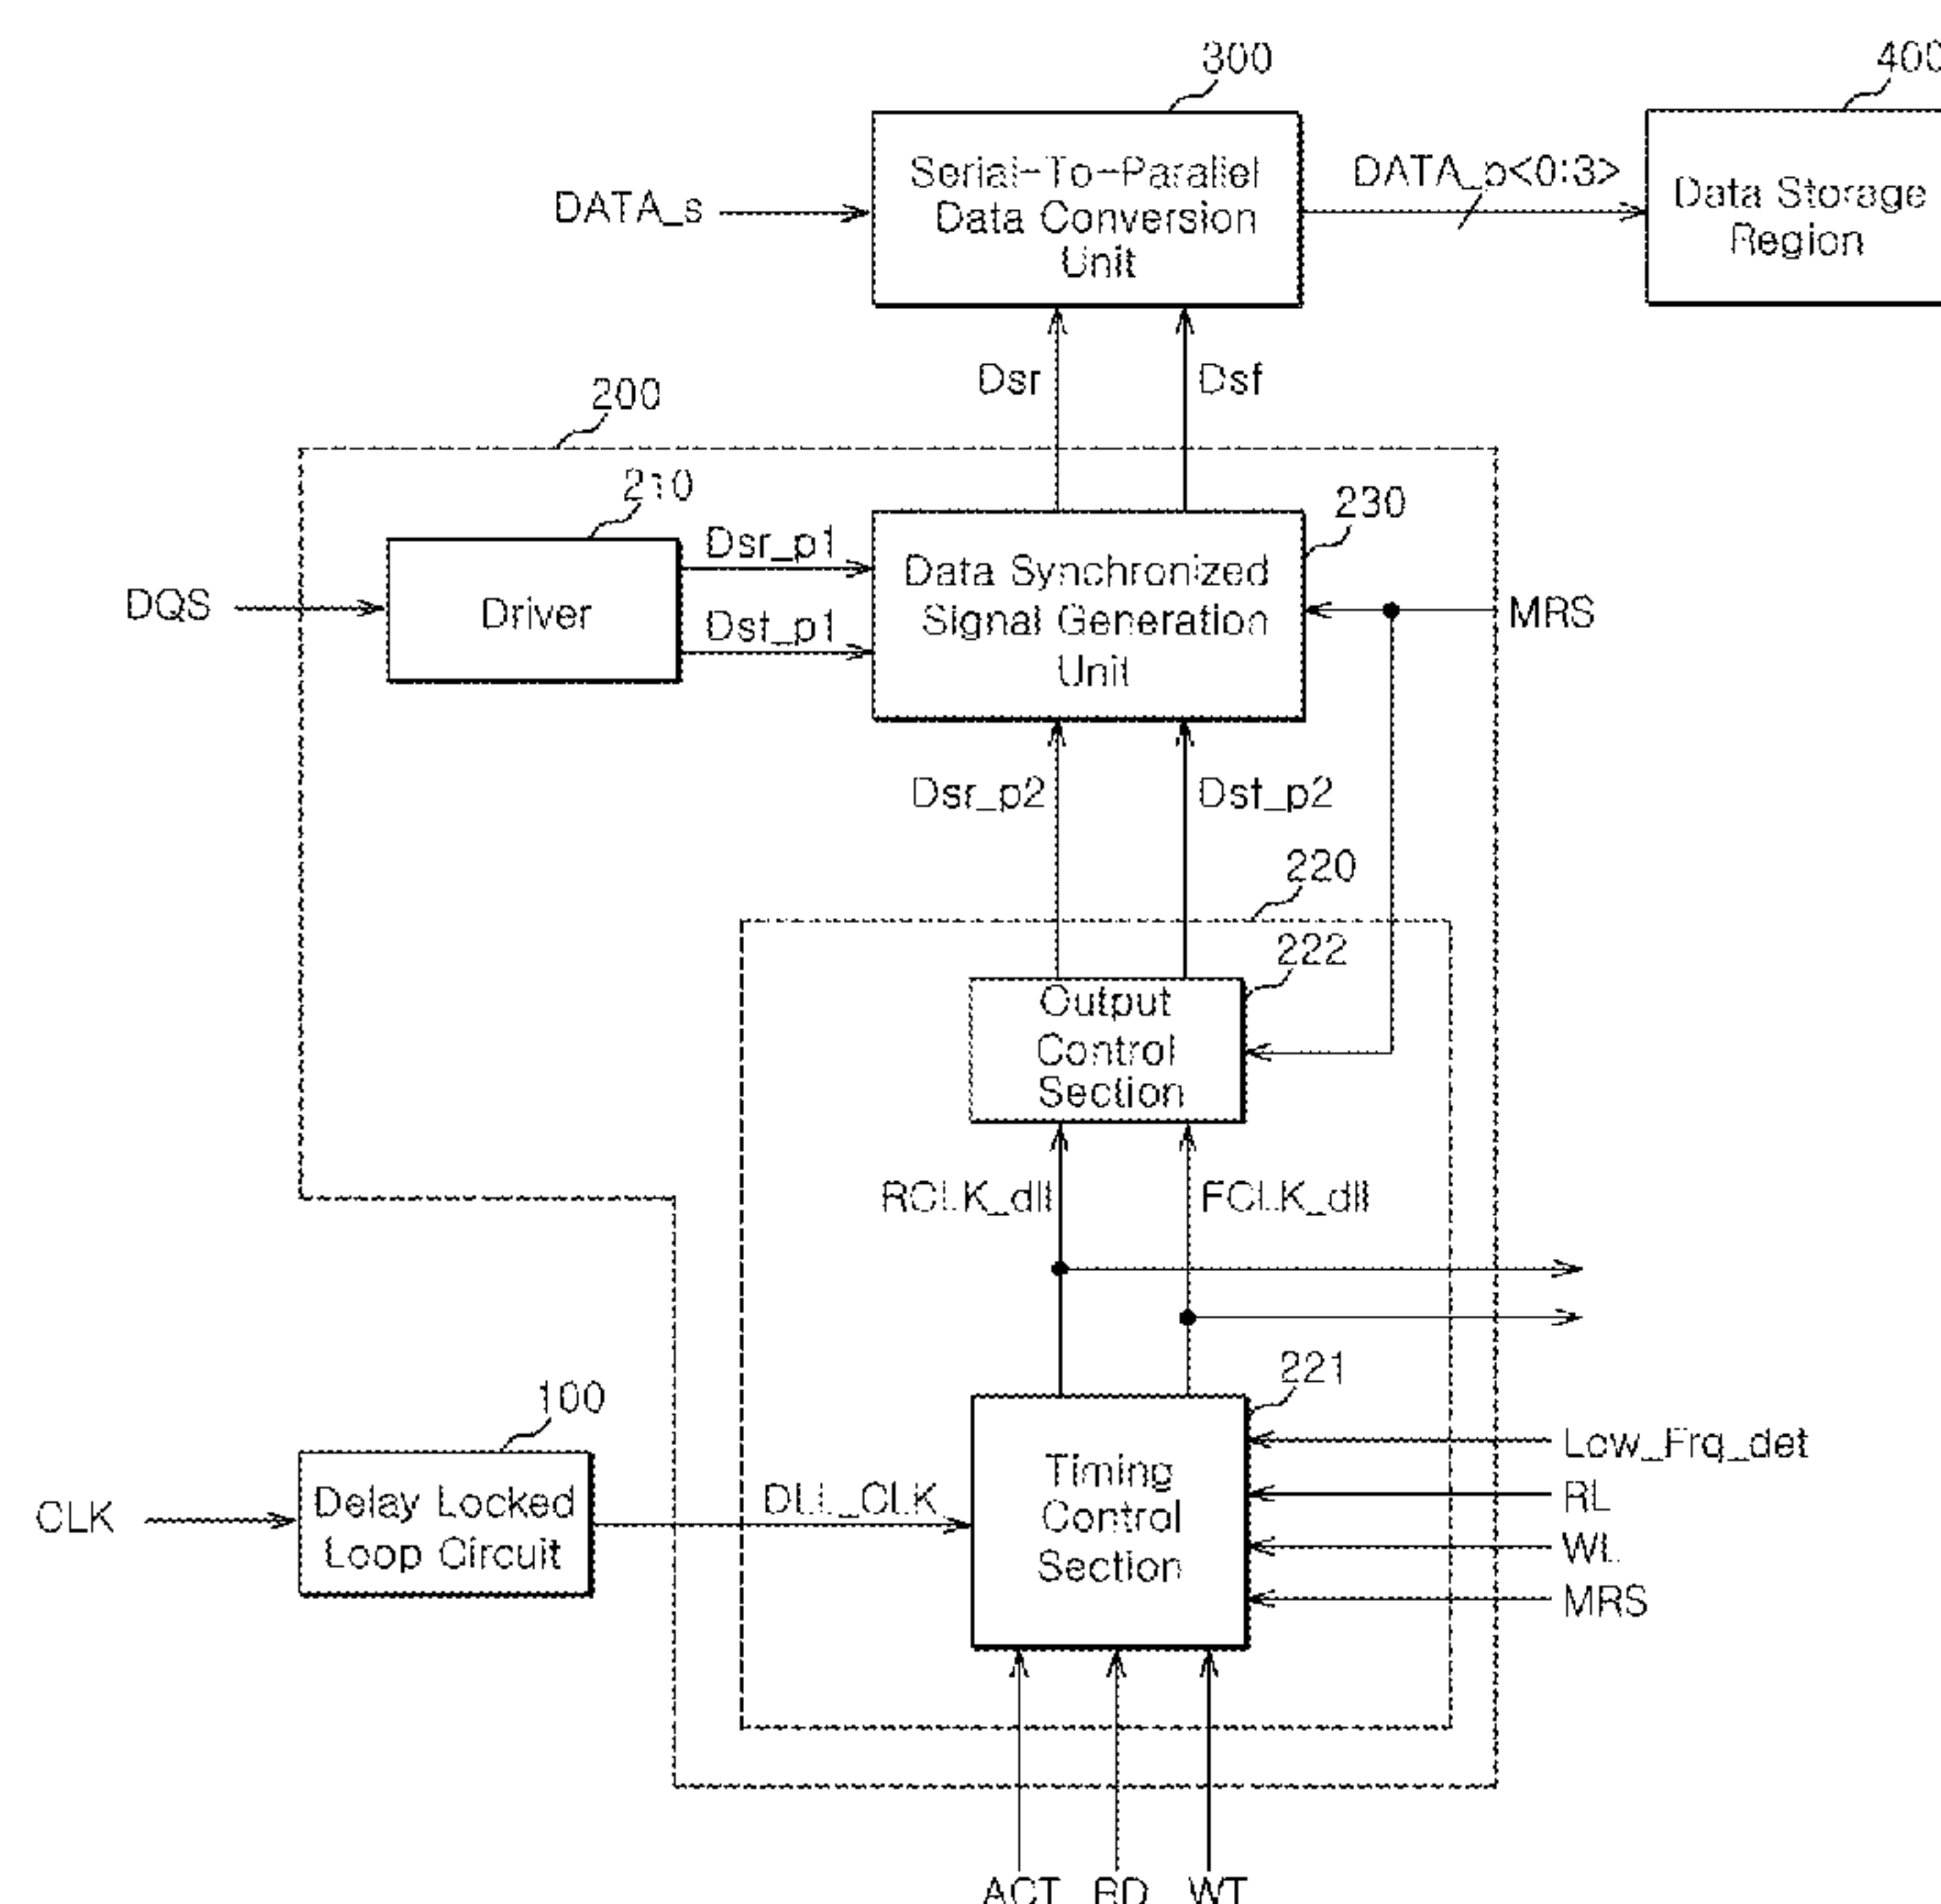 300
400
Serial-To-Parallel
Data Conversion
Unit
DATA_s
DATA_p<0:3>
Data Storage
Region
Dsr
Dsf
200
210
230
Dsr_p1
Dsf_p1
DQS
Driver
Data Synchronized
Signal Generation
Unit
MRS
Dsr_p2
Dsf_p2
220
222
Output
Control
Section
RCLK_dll
FCLK_dll
221
100
CLK
Delay Locked
Loop Circuit
DLL_CLK
Timing
Control
Section
Low_Frq_det
RL
WL
MRS
ACT RD WT